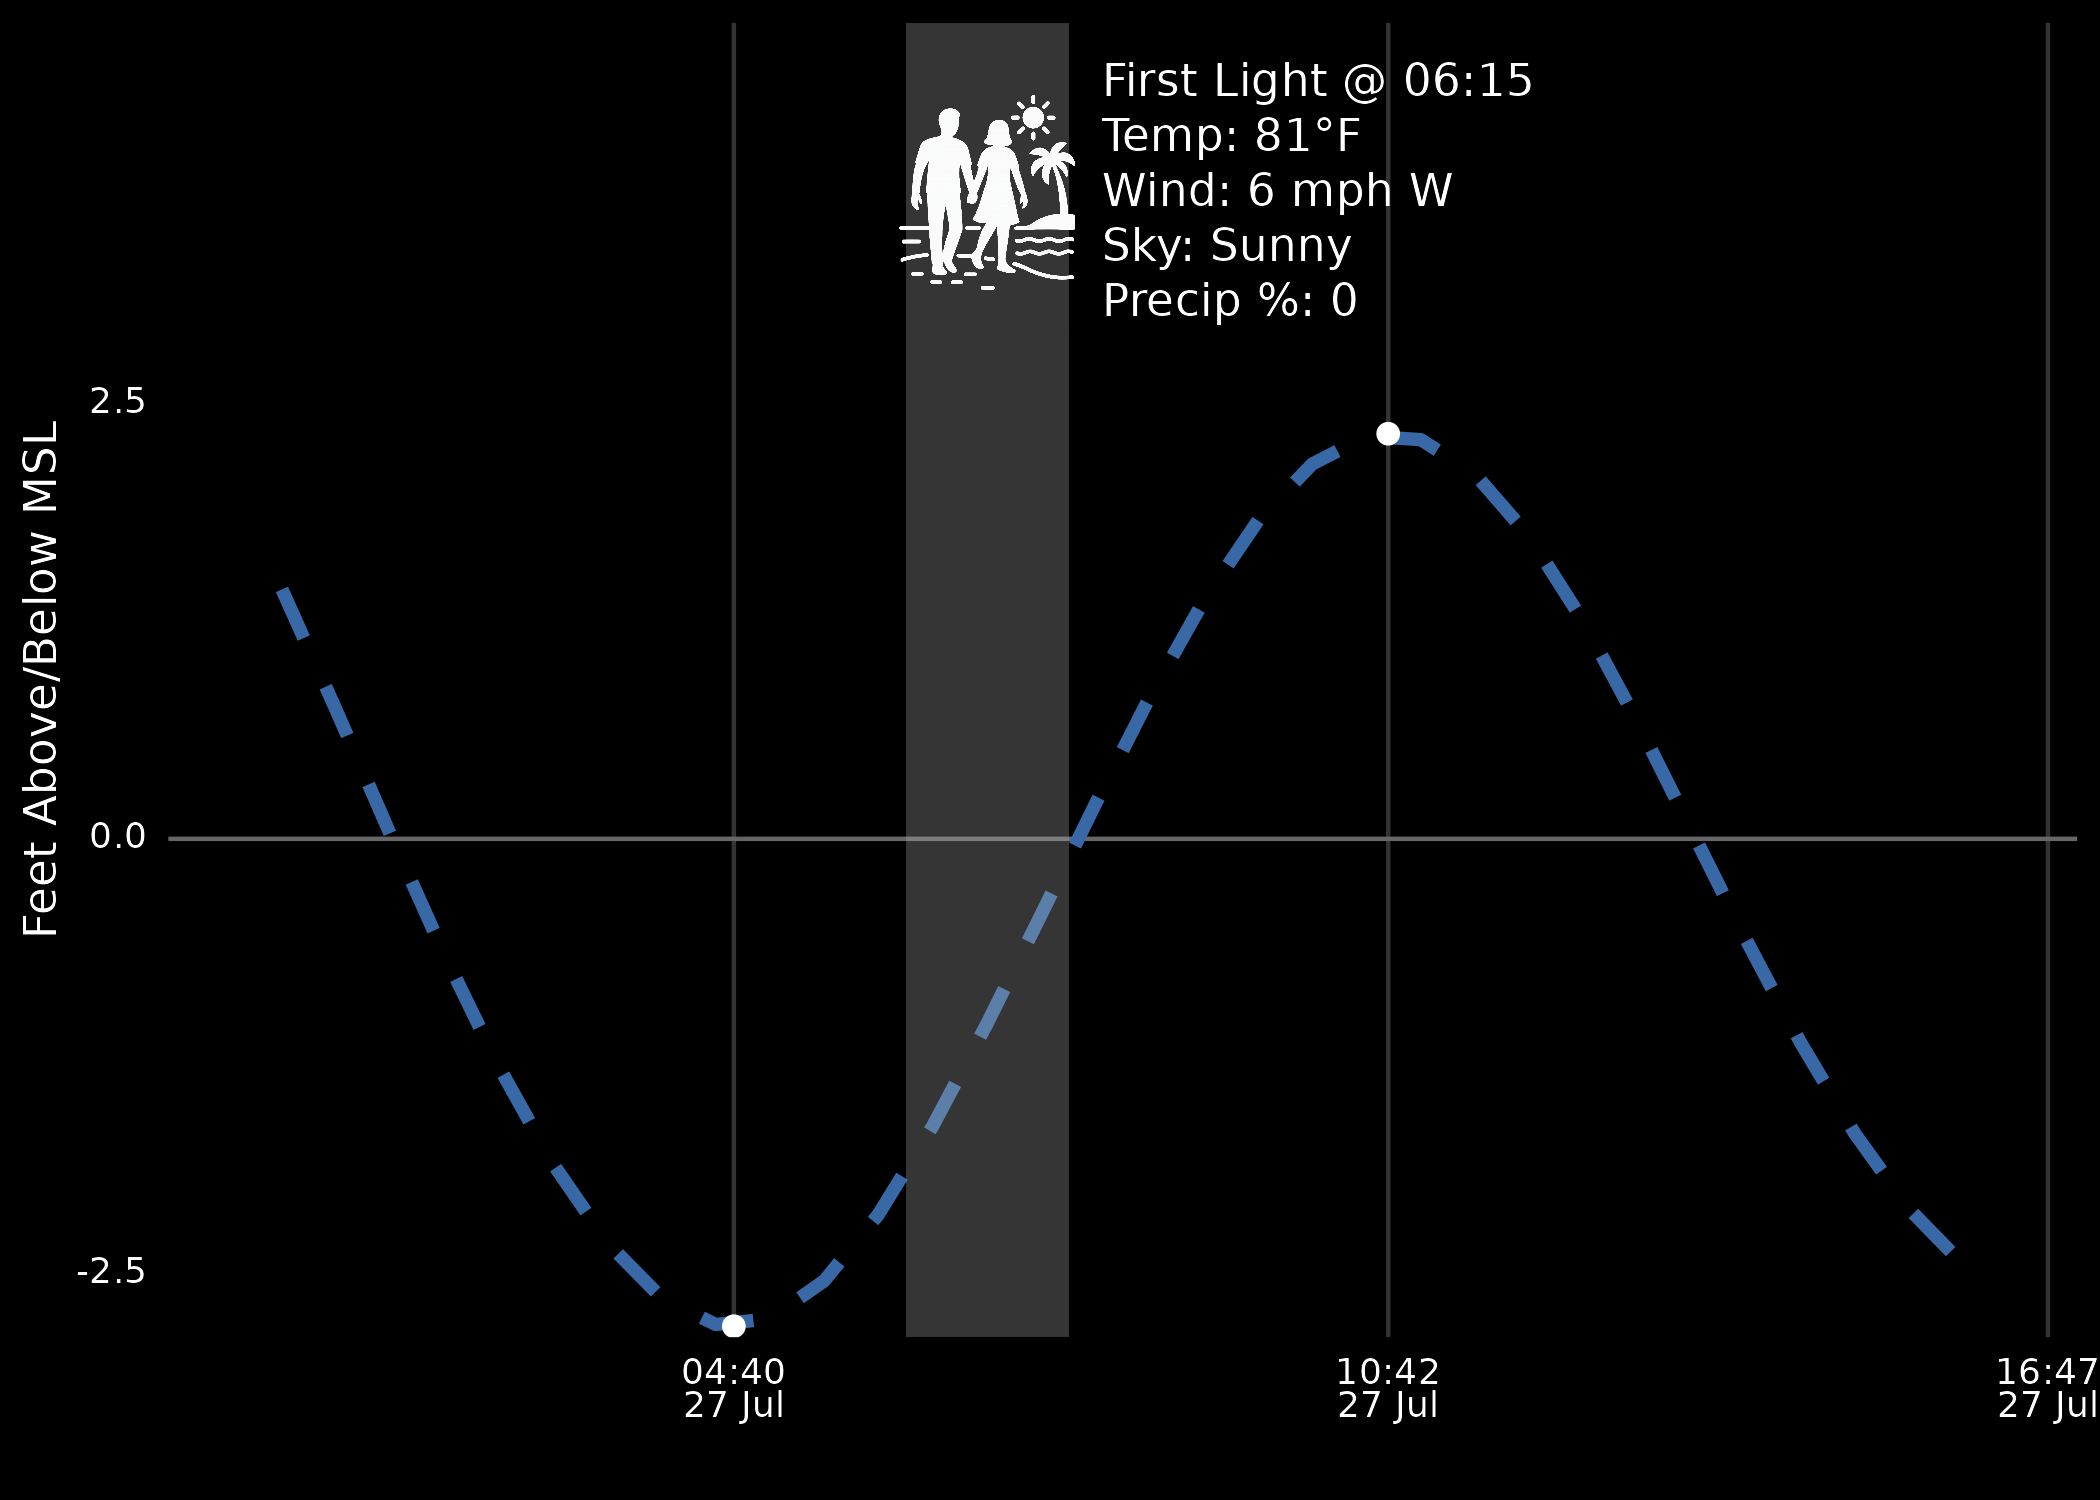 First Light @ 06:15
Temp: 81°F
Wind: 6 mph W
Sky: Sunny
Precip %: 0
Feet Above/Below MSL
2.5
0.0
-2.5
04:40
27 Jul
10:42
27 Jul
16:47
27 Jul